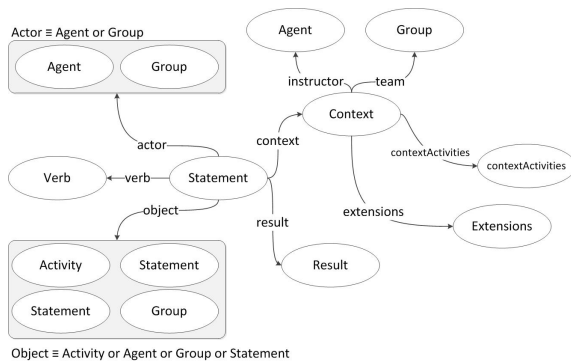 Actor ≡ Agent or Group
Agent
Group
Agent
Group
instructor
team
Context
actor
context
contextActivities
contextActivities
Verb
verb
Statement
object
extensions
Extensions
result
Result
Activity
Statement
Statement
Group
Object ≡ Activity or Agent or Group or Statement